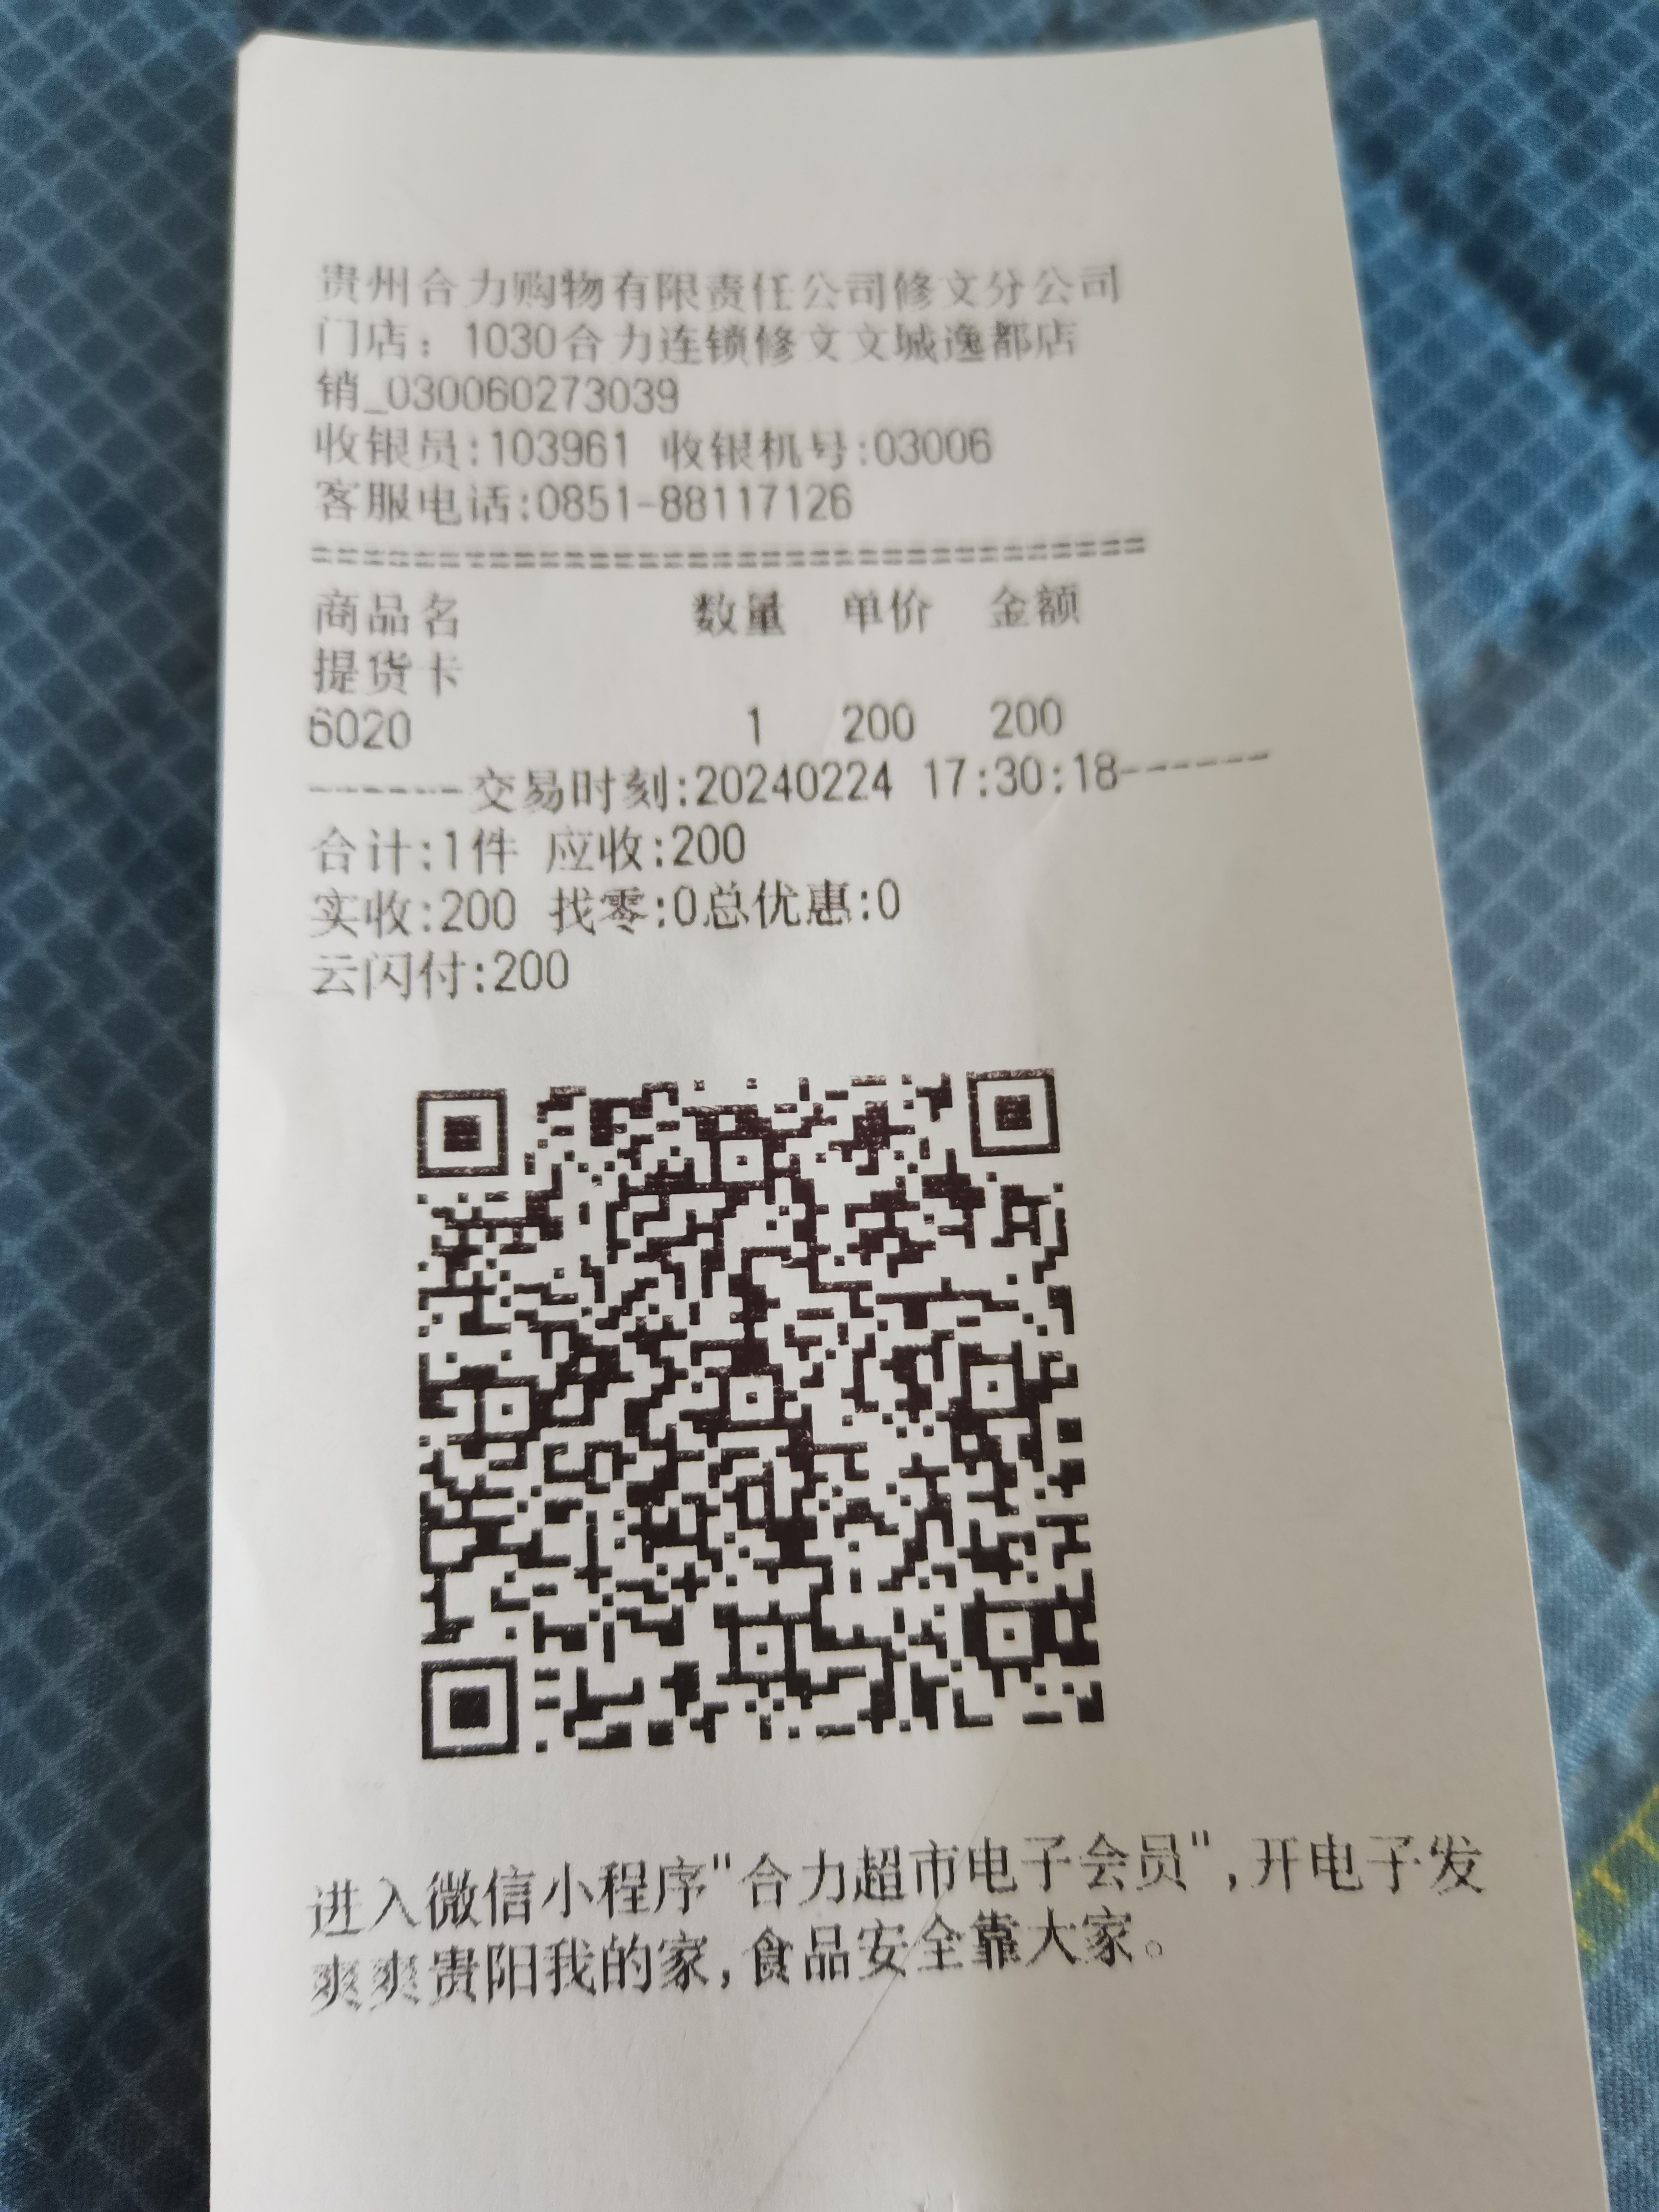 贵州合力购物有限责任公司修文分公司
门店：1030合力连锁修文文城逸都店
销_030060273039
收银员:103961 收银机号:03006
客服电话:0851-88117126
=================================
商品名 数量 单价 金额
提货卡
6020 1 200 200
------交易时刻:20240224 17:30:18------
合计:1件 应收:200
实收:200 找零:0总优惠:0
云闪付:200
进入微信小程序"合力超市电子会员",开电子发
爽爽贵阳我的家,食品安全靠大家。